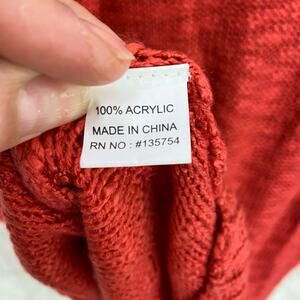 100% ACRYLIC
MADE IN CHINA
RN NO : #135754